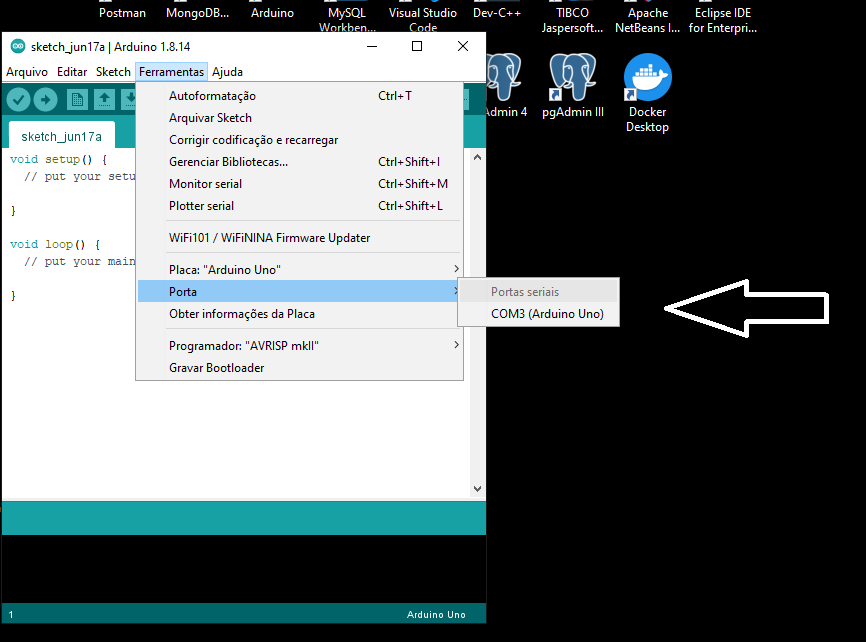 Postman
MongoDB...
Arduino
MySQL
Workben...
Visual Studio
Code
Dev-C++
TIBCO
Jaspersoft...
Apache
NetBeans I...
Eclipse IDE
for Enterpri...
sketch_jun17a | Arduino 1.8.14
Arquivo Editar Sketch Ferramentas Ajuda
Admin 4
pgAdmin III
Docker
Desktop
sketch_jun17a
void setup() {
// put your setu
}
void loop() {
// put your main
}
Autoformatação Ctrl+T
Arquivar Sketch
Corrigir codificação e recarregar
Gerenciar Bibliotecas... Ctrl+Shift+I
Monitor serial Ctrl+Shift+M
Plotter serial Ctrl+Shift+L
WiFi101 / WiFiNINA Firmware Updater
Placa: "Arduino Uno"
Porta
Obter informações da Placa
Programador: "AVRISP mkII"
Gravar Bootloader
Portas seriais
COM3 (Arduino Uno)
1 Arduino Uno